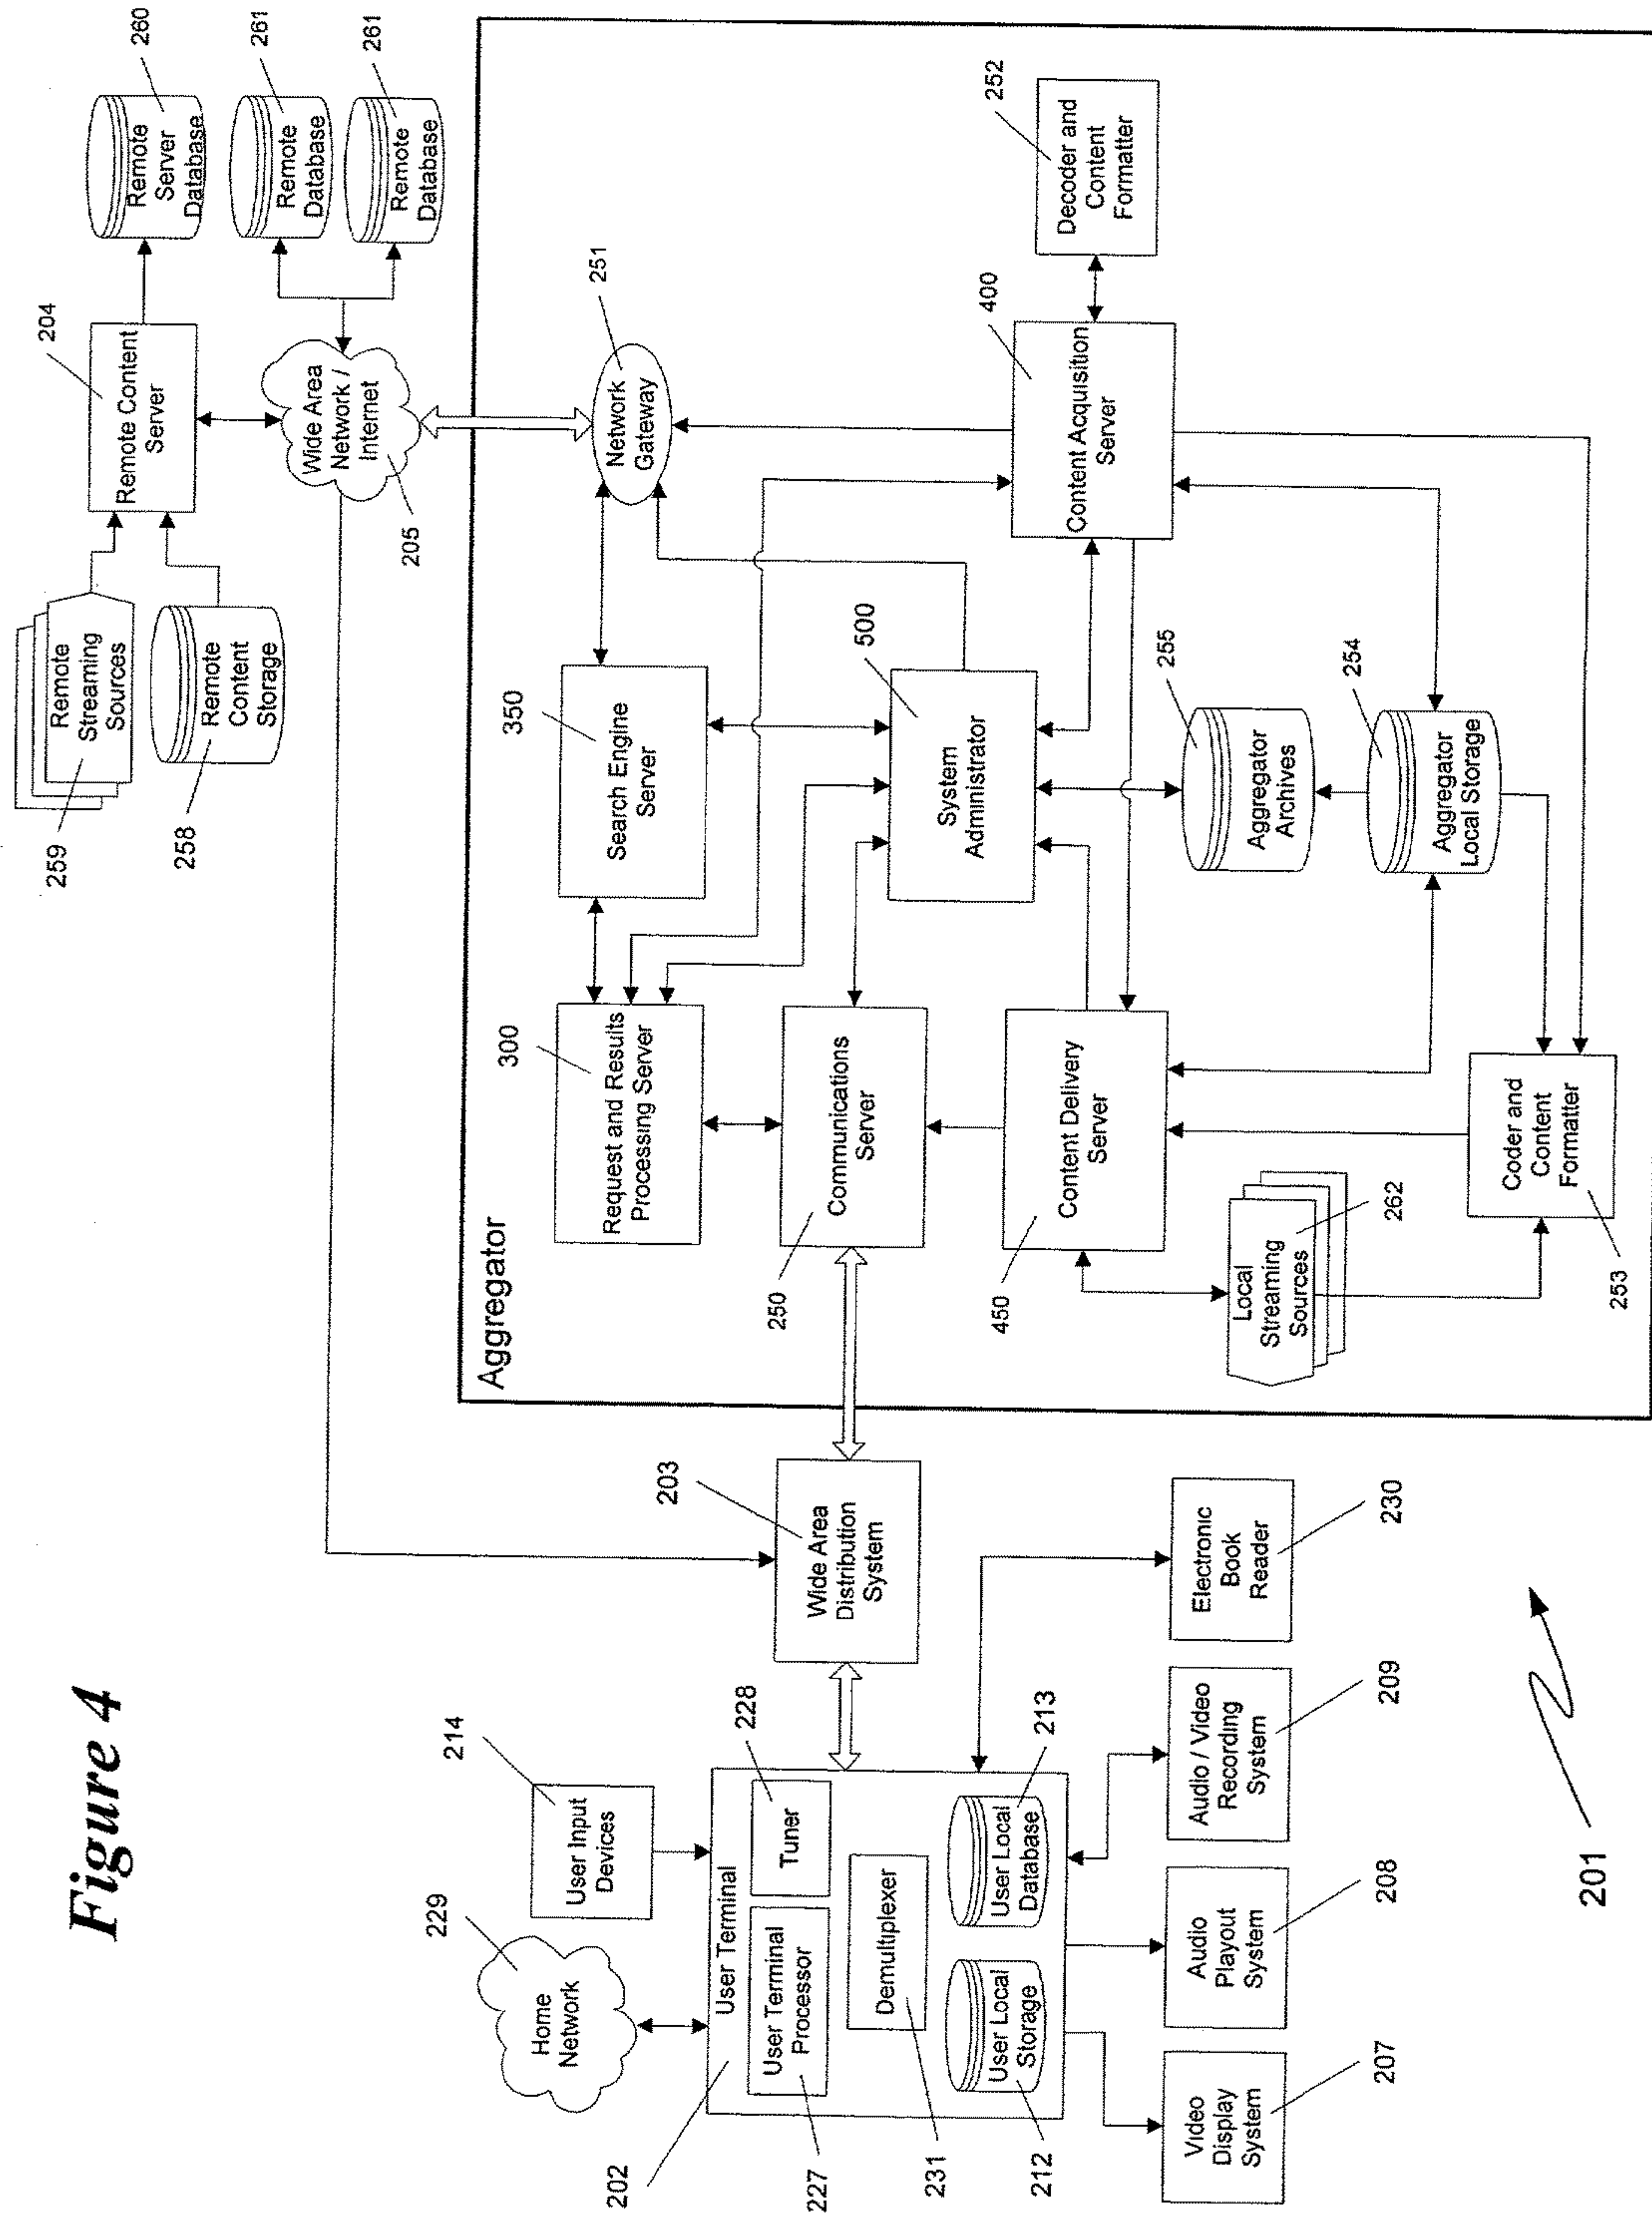 Figure 4
229
Home
Network
214
User Input
Devices
202
User Terminal
227
User Terminal
Processor
228
Tuner
231
Demultiplexer
212
User Local
Storage
213
User Local
Database
207
Video
Display
System
208
Audio
Playout
System
209
Audio / Video
Recording
System
230
Electronic
Book
Reader
201
203
Wide Area
Distribution
System
259
Remote
Streaming
Sources
258
Remote
Content
Storage
204
Remote Content
Server
260
Remote
Server
Database
261
Remote
Database
261
Remote
Database
205
Wide Area
Network /
Internet
Aggregator
300
Request and Results
Processing Server
350
Search Engine
Server
251
Network
Gateway
250
Communications
Server
500
System
Administrator
400
Content Acquisition
Server
252
Decoder and
Content
Formatter
450
Content Delivery
Server
255
Aggregator
Archives
254
Aggregator
Local Storage
262
Local
Streaming
Sources
253
Coder and
Content
Formatter